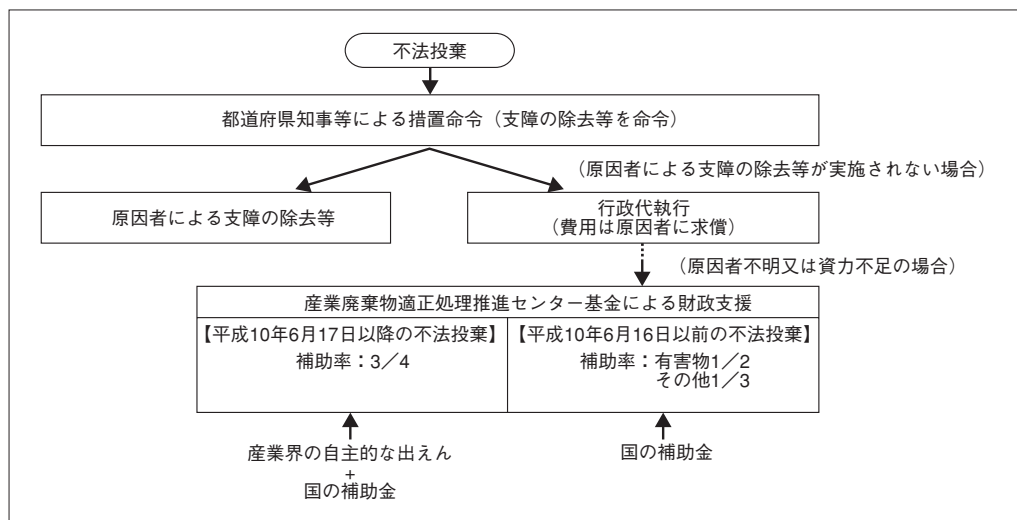 不法投棄
都道府県知事等による措置命令（支障の除去等を命令）
（原因者による支障の除去等が実施されない場合）
原因者による支障の除去等
行政代執行
（費用は原因者に求償）
（原因者不明又は資力不足の場合）
産業廃棄物適正処理推進センター基金による財政支援
【平成10年6月17日以降の不法投棄】
補助率：3／4
【平成10年6月16日以前の不法投棄】
補助率：有害物1／2
その他1／3
産業界の自主的な出えん
+
国の補助金
国の補助金